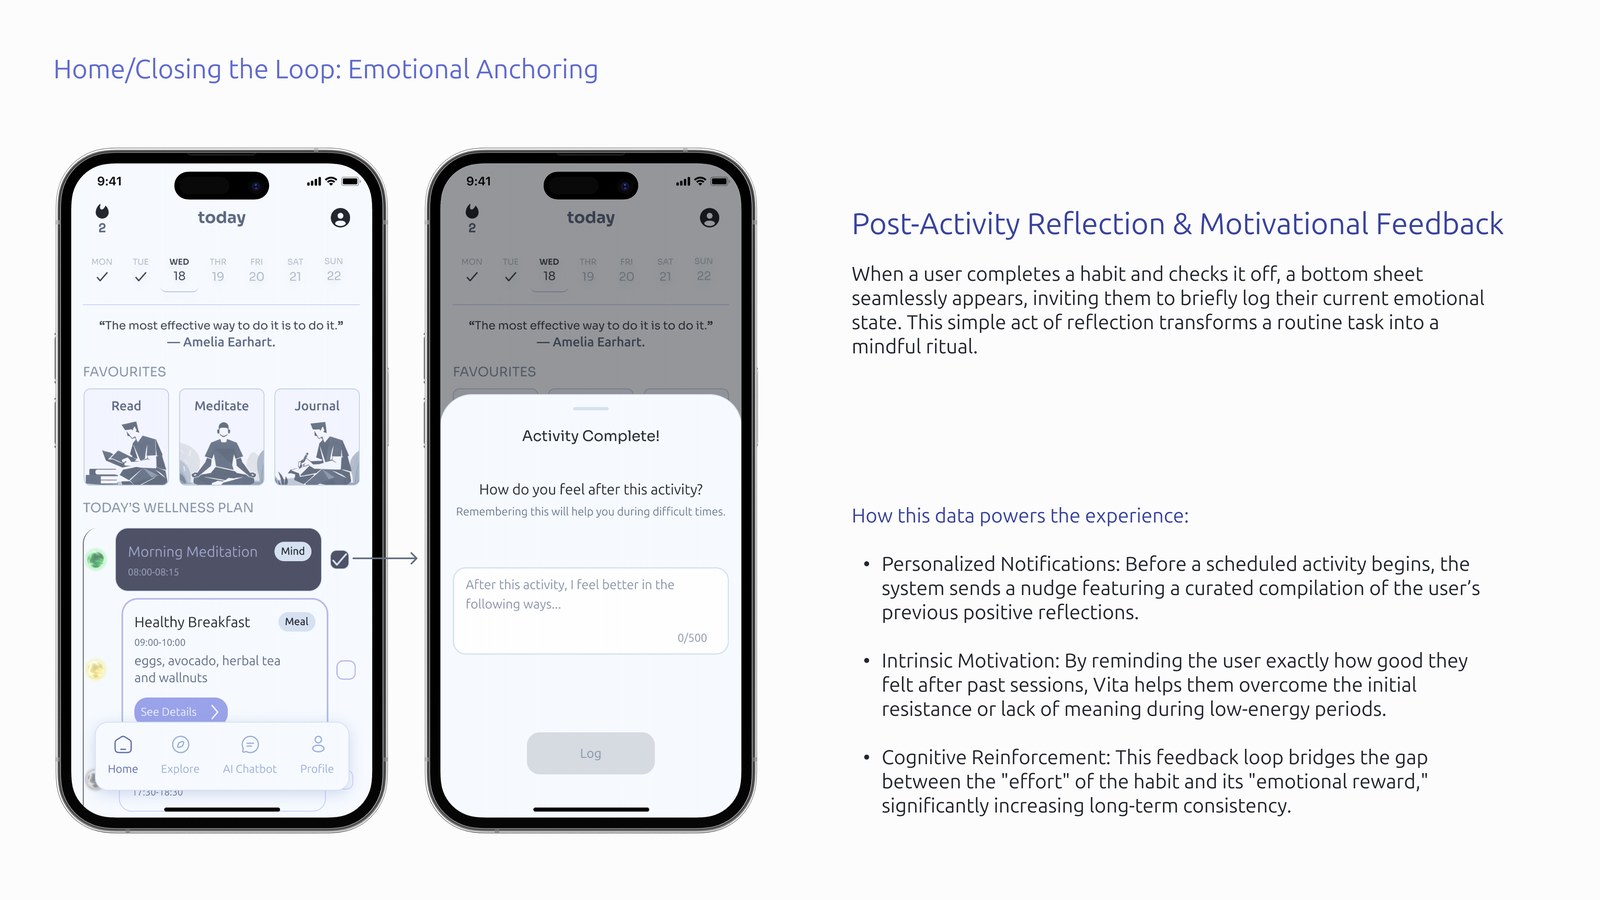 Home/Closing the Loop: Emotional Anchoring
9:41
2
today
MON TUE WED THR FRI SAT SUN
18 19 20 21 22
“The most effective way to do it is to do it.”
— Amelia Earhart.
FAVOURITES
Read Meditate Journal
TODAY’S WELLNESS PLAN
Morning Meditation Mind
08:00-08:15
Healthy Breakfast Meal
09:00-10:00
eggs, avocado, herbal tea
and wallnuts
See Details
Home Explore AI Chatbot Profile
17:30-18:30
9:41
2
today
MON TUE WED THR FRI SAT SUN
18 19 20 21 22
“The most effective way to do it is to do it.”
— Amelia Earhart.
FAVOURITES
Activity Complete!
How do you feel after this activity?
Remembering this will help you during difficult times.
After this activity, I feel better in the
following ways...
0/500
Log
Post-Activity Reflection & Motivational Feedback
When a user completes a habit and checks it off, a bottom sheet
seamlessly appears, inviting them to briefly log their current emotional
state. This simple act of reflection transforms a routine task into a
mindful ritual.
How this data powers the experience:
• Personalized Notifications: Before a scheduled activity begins, the
system sends a nudge featuring a curated compilation of the user’s
previous positive reflections.
• Intrinsic Motivation: By reminding the user exactly how good they
felt after past sessions, Vita helps them overcome the initial
resistance or lack of meaning during low-energy periods.
• Cognitive Reinforcement: This feedback loop bridges the gap
between the "effort" of the habit and its "emotional reward,"
significantly increasing long-term consistency.